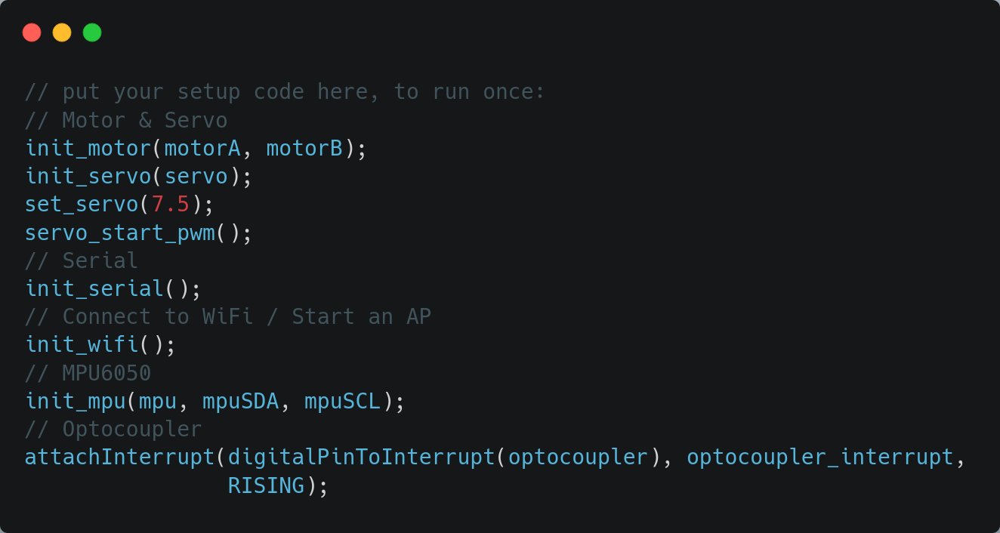 // put your setup code here, to run once:
// Motor & Servo
init_motor(motorA, motorB);
init_servo(servo);
set_servo(7.5);
servo_start_pwm();
// Serial
init_serial();
// Connect to WiFi / Start an AP
init_wifi();
// MPU6050
init_mpu(mpu, mpuSDA, mpuSCL);
// Optocoupler
attachInterrupt(digitalPinToInterrupt(optocoupler), optocoupler_interrupt,
                RISING);